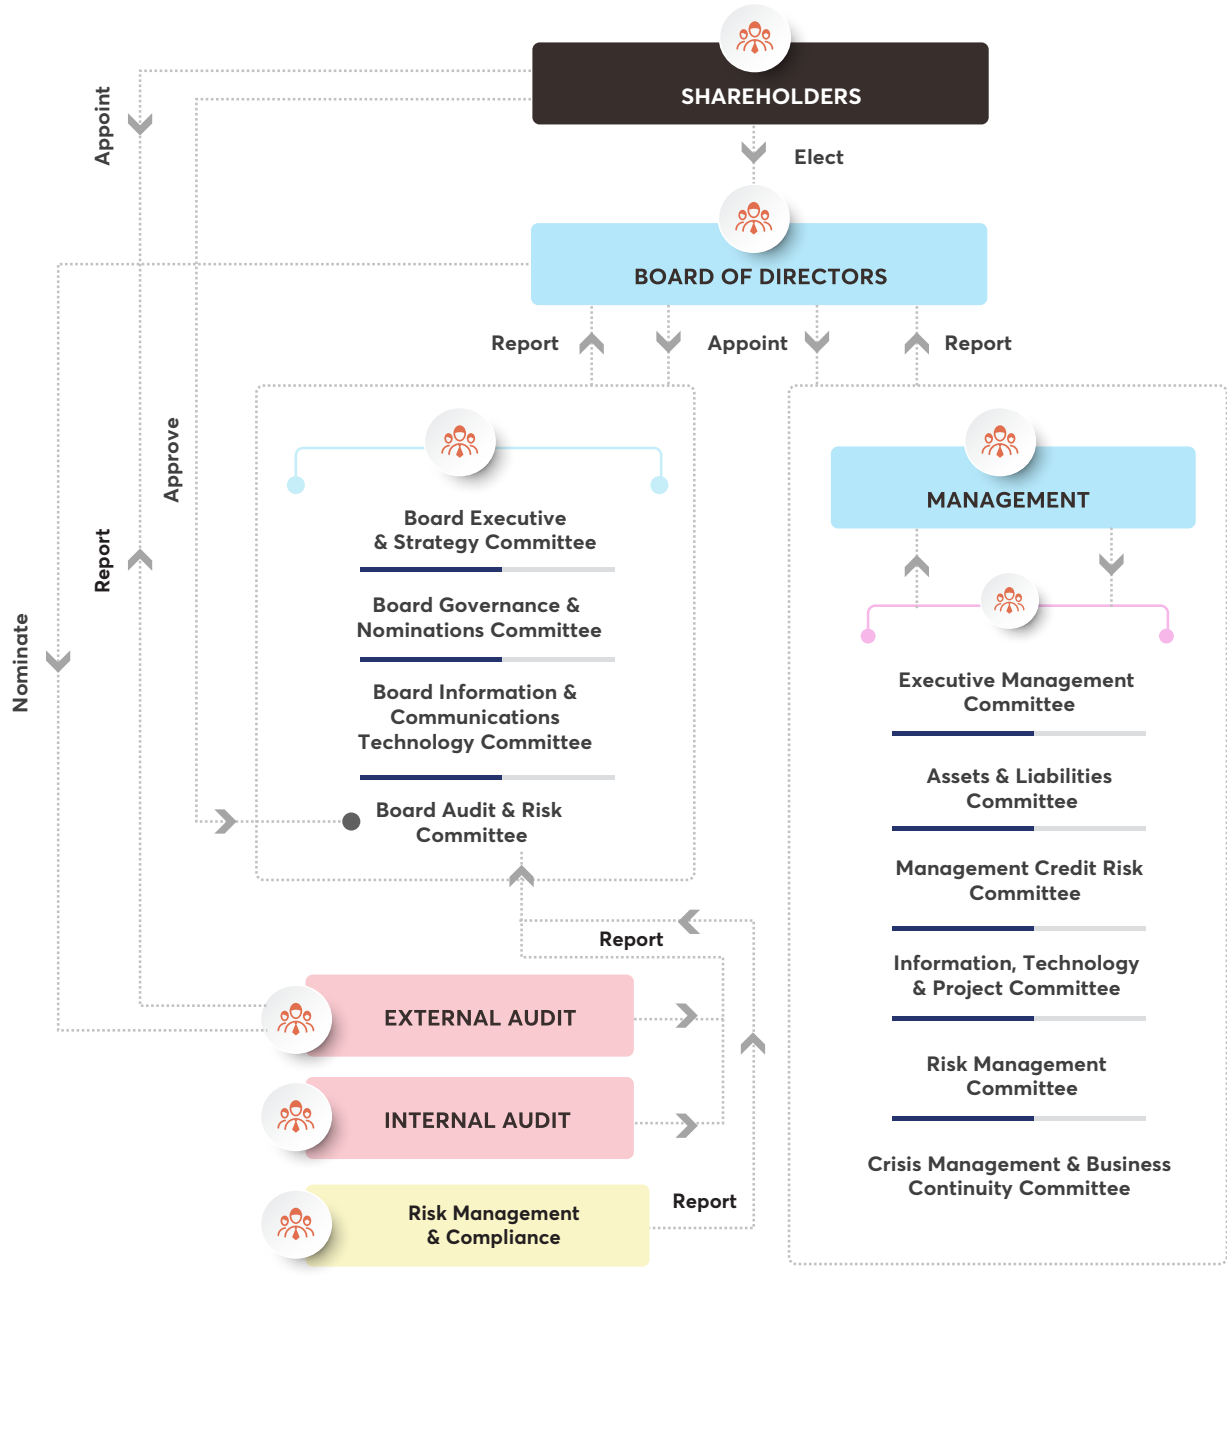 SHAREHOLDERS
Appoint
Elect
BOARD OF DIRECTORS
Report
Appoint
Report
Approve
Report
Nominate
Board Executive
& Strategy Committee
Board Governance &
Nominations Committee
Board Information &
Communications
Technology Committee
Board Audit & Risk
Committee
MANAGEMENT
Executive Management
Committee
Assets & Liabilities
Committee
Management Credit Risk
Committee
Information, Technology
& Project Committee
Risk Management
Committee
Crisis Management & Business
Continuity Committee
Report
EXTERNAL AUDIT
INTERNAL AUDIT
Report
Risk Management
& Compliance